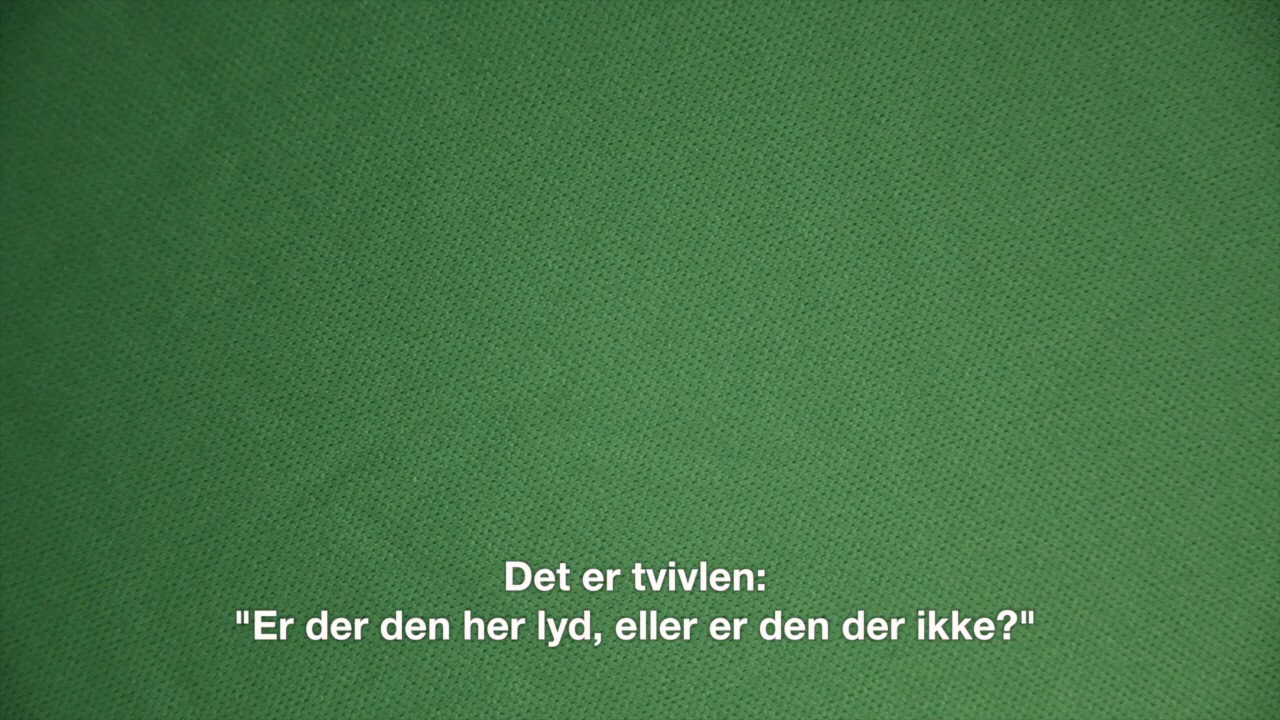 Det er tvivlen:
"Er der den her lyd, eller er den der ikke?"